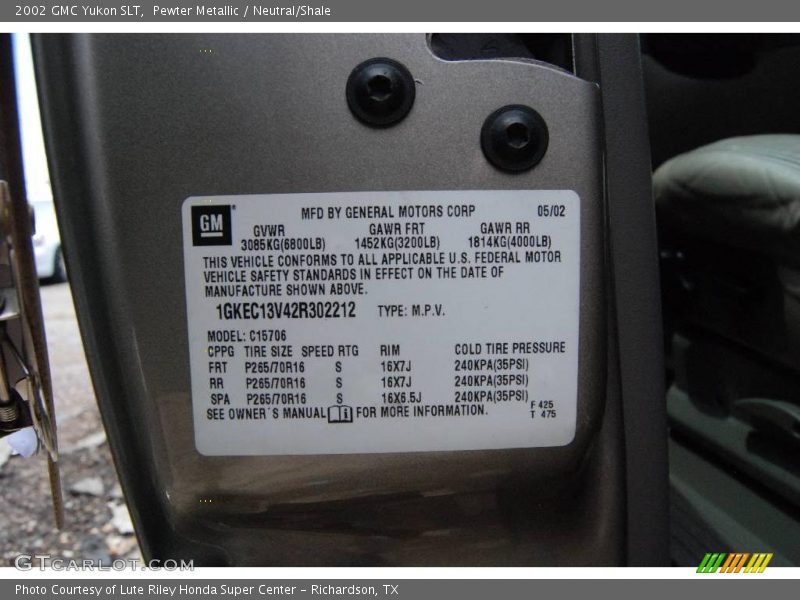 2002 GMC Yukon SLT,  Pewter Metallic / Neutral/Shale
GM
MFD BY GENERAL MOTORS CORP 05/02
GVWR GAWR FRT GAWR RR
3085KG(6800LB) 1452KG(3200LB) 1814KG(4000LB)
THIS VEHICLE CONFORMS TO ALL APPLICABLE U.S. FEDERAL MOTOR
VEHICLE SAFETY STANDARDS IN EFFECT ON THE DATE OF
MANUFACTURE SHOWN ABOVE.
1GKEC13V42R302212 TYPE: M.P.V.
MODEL: C15706
CPPG TIRE SIZE SPEED RTG RIM COLD TIRE PRESSURE
FRT P265/70R16 S 16X7J 240KPA(35PSI)
RR P265/70R16 S 16X7J 240KPA(35PSI)
SPA P265/70R16 S 16X6.5J 240KPA(35PSI)
SEE OWNER'S MANUAL FOR MORE INFORMATION.
F 425
T 475
GTCARLOT.COM
Photo Courtesy of Lute Riley Honda Super Center – Richardson, TX